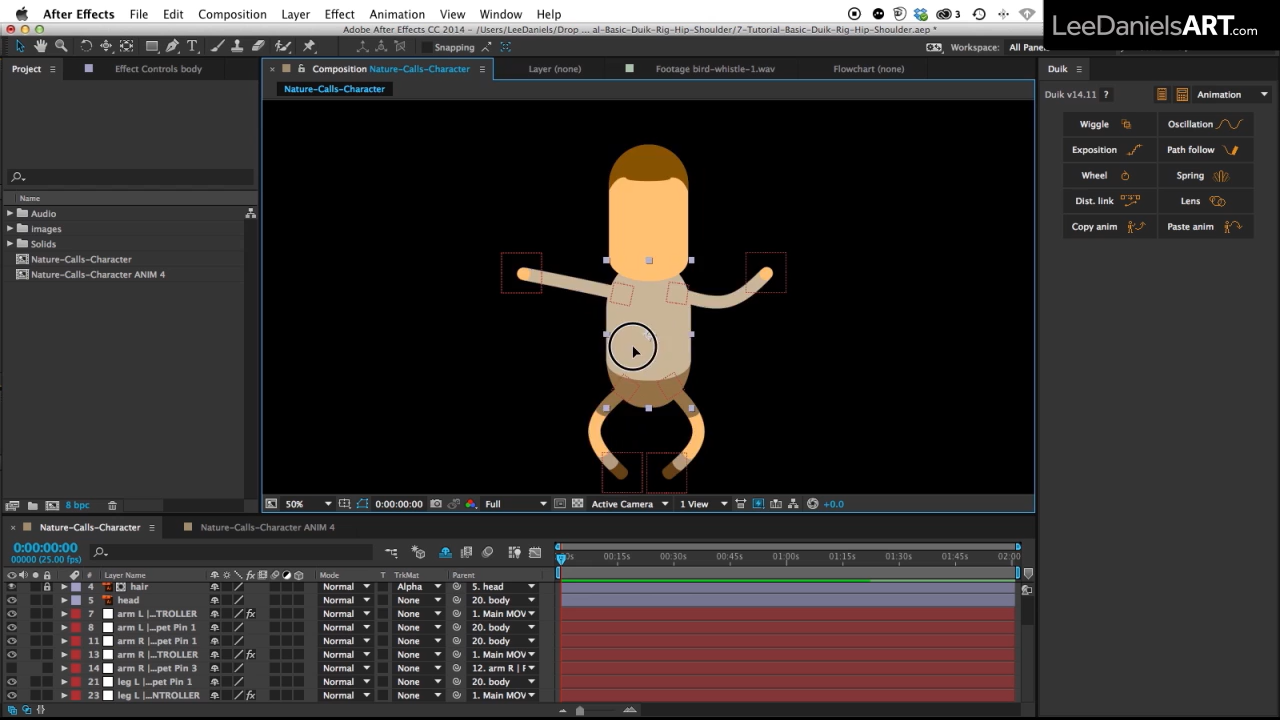 After Effects File Edit Composition Layer Effect Animation View Window Help 3
LeeDanielsART.com
Adobe After Effects CC 2014 - /Users/LeeDaniels/Drop ... al-Basic-Duik-Rig-Hip-Shoulder/7-Tutorial-Basic-Duik-Rig-Hip-Shoulder.aep *
Snapping Workspace: All Panels
Project Effect Controls body Composition Nature-Calls-Character Layer (none) Footage bird-whistle-1.wav Flowchart (none) Duik
Nature-Calls-Character
Duik v14.11 ? Animation
Wiggle Oscillation
Exposition Path follow
Wheel Spring
Dist. link Lens
Copy anim Paste anim
Name
Audio
images
Solids
Nature-Calls-Character
Nature-Calls-Character ANIM 4
8 bpc 50% 0:00:00:00 Full Active Camera 1 View +0.0
Nature-Calls-Character Nature-Calls-Character ANIM 4
0:00:00:00
00000 (25.00 fps)
0s 00:15s 00:30s 00:45s 01:00s 01:15s 01:30s 01:45s 02:00
# Layer Name Mode T TrkMat Parent
4 hair Normal Alpha 5. head
5 head Normal None 20. body
7 arm L |...TROLLER Normal None 1. Main MOV
8 arm L |...pet Pin 1 Normal None 20. body
11 arm R |...pet Pin 1 Normal None 20. body
13 arm R |...TROLLER Normal None 1. Main MOV
14 arm R |...pet Pin 3 Normal None 12. arm R | F
21 leg L |...pet Pin 1 Normal None 20. body
23 leg L |...NTROLLER Normal None 1. Main MOV